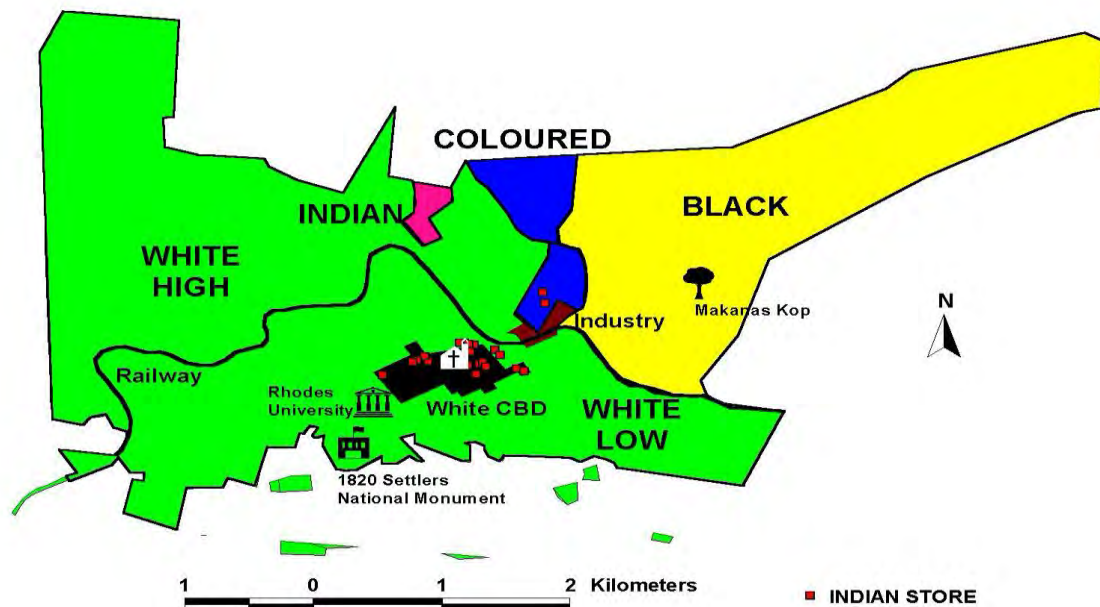 COLOURED
INDIAN
BLACK
WHITE
HIGH
Makanas Kop
N
Industry
Railway
Rhodes
University
White CBD
WHITE
LOW
1820 Settlers
National Monument
1 0 1 2 Kilometers
INDIAN STORE